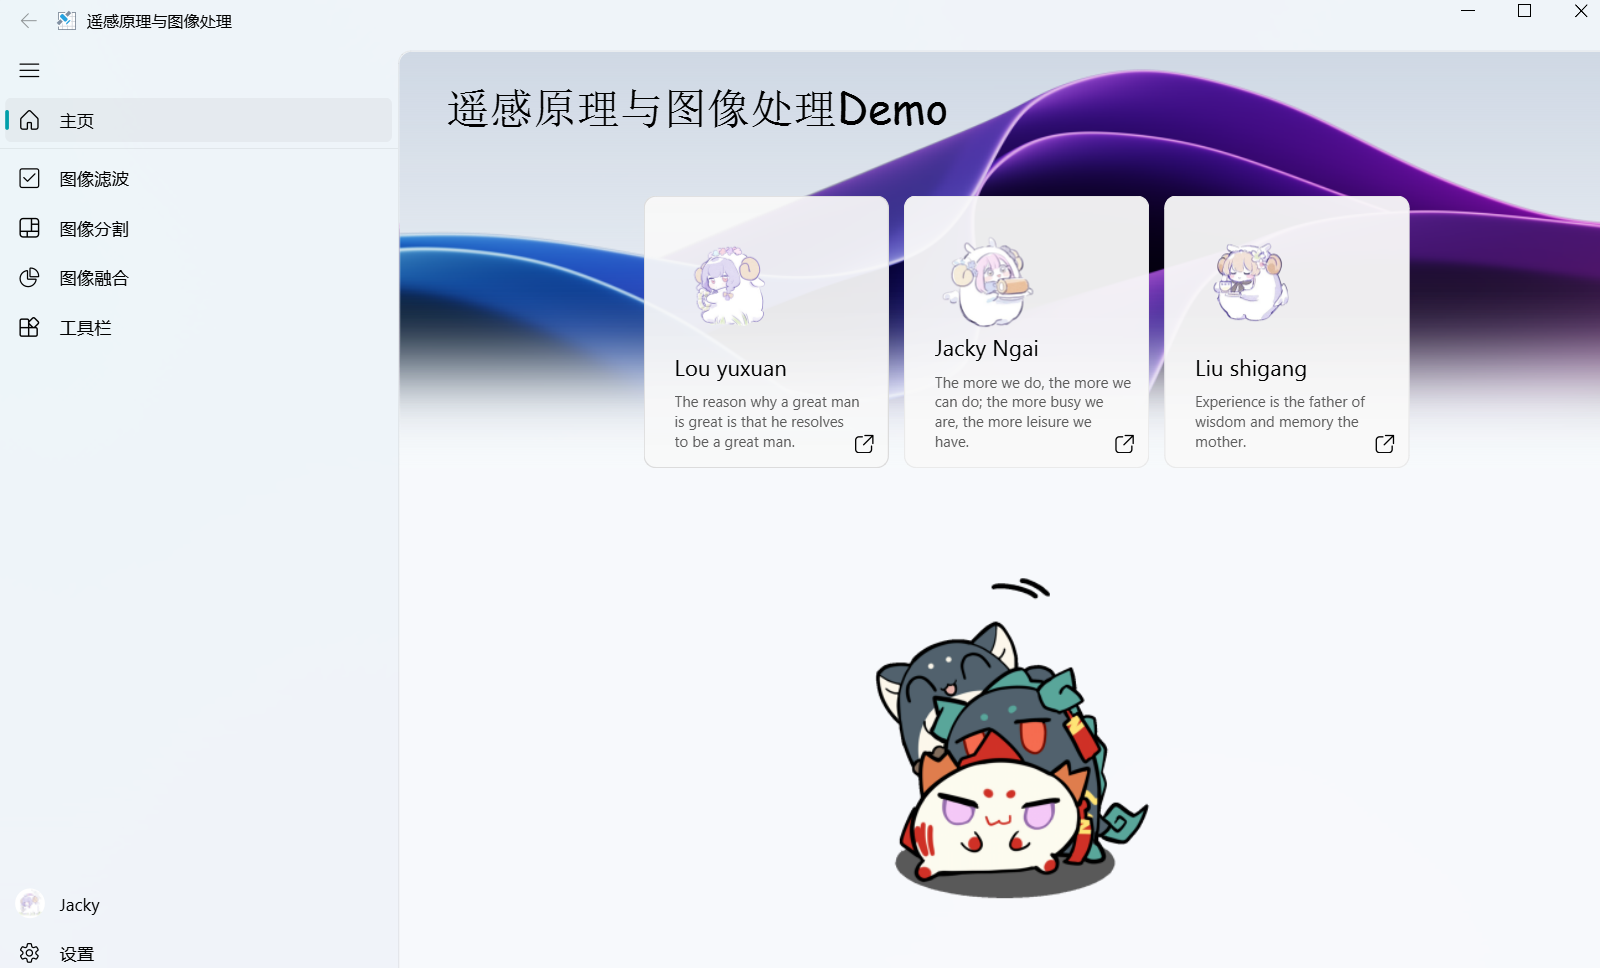 遥感原理与图像处理
主页
图像滤波
图像分割
图像融合
工具栏
Jacky
设置
遥感原理与图像处理Demo
Lou yuxuan
The reason why a great man
is great is that he resolves
to be a great man.
Jacky Ngai
The more we do, the more we
can do; the more busy we
are, the more leisure we
have.
Liu shigang
Experience is the father of
wisdom and memory the
mother.